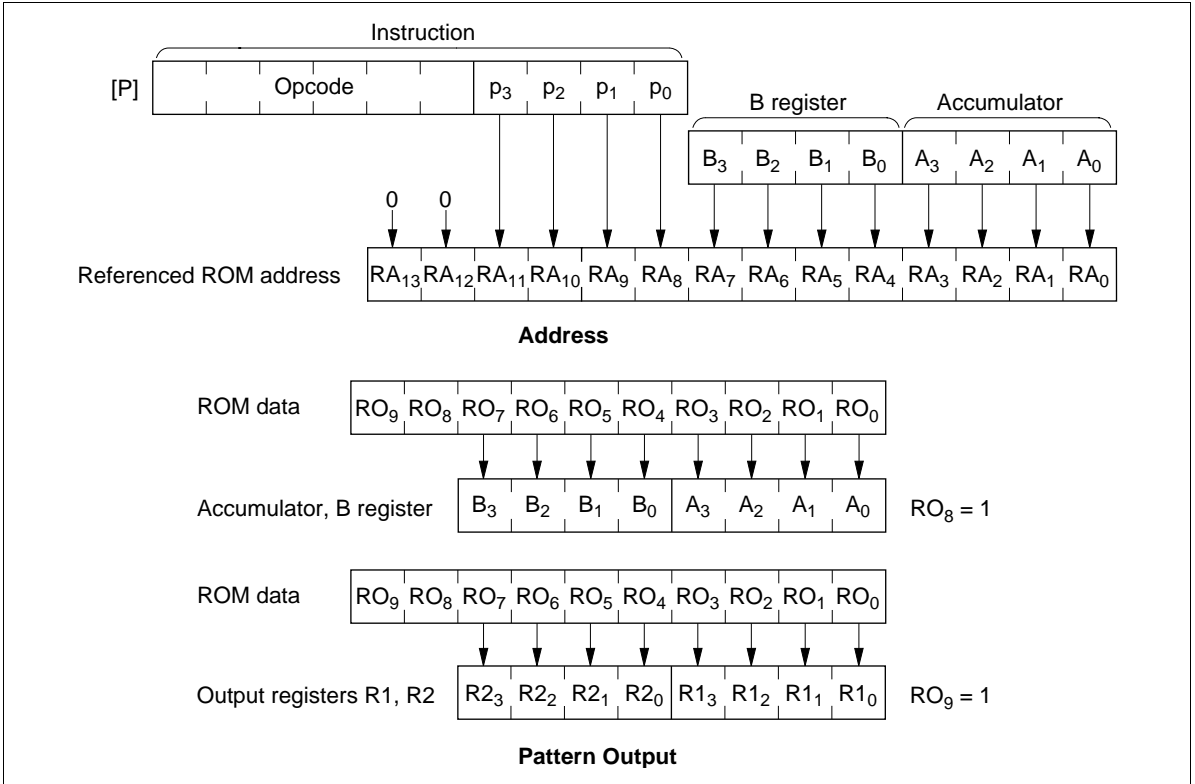 Instruction
[P] Opcode p3 p2 p1 p0
B register Accumulator
B3 B2 B1 B0 A3 A2 A1 A0
0 0
Referenced ROM address RA13 RA12 RA11 RA10 RA9 RA8 RA7 RA6 RA5 RA4 RA3 RA2 RA1 RA0
Address
ROM data RO9 RO8 RO7 RO6 RO5 RO4 RO3 RO2 RO1 RO0
Accumulator, B register B3 B2 B1 B0 A3 A2 A1 A0 RO8 = 1
ROM data RO9 RO8 RO7 RO6 RO5 RO4 RO3 RO2 RO1 RO0
Output registers R1, R2 R23 R22 R21 R20 R13 R12 R11 R10 RO9 = 1
Pattern Output